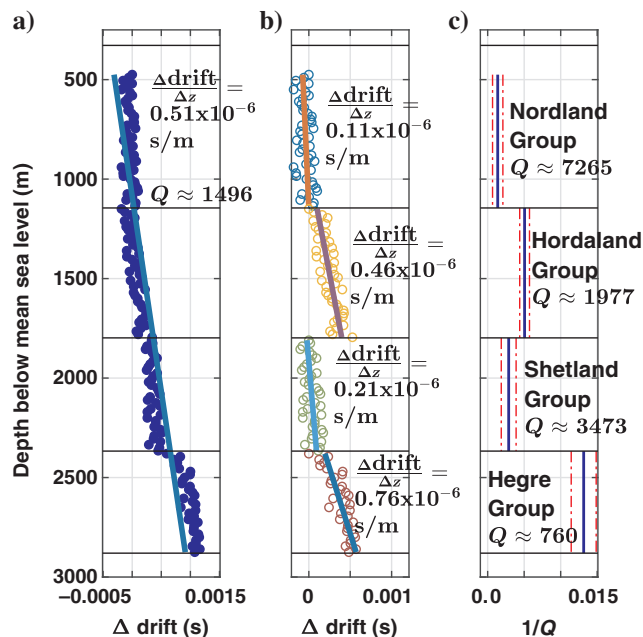 a) b) c)
500
1000
1500
2000
2500
3000
Depth below mean sea level (m)
Δdrift/Δz =
0.51x10−6
s/m
Q ≈ 1496
−0.0005 0.0015
Δ drift (s)
Δdrift/Δz =
0.11x10−6
s/m
Δdrift/Δz =
0.46x10−6
s/m
Δdrift/Δz =
0.21x10−6
s/m
Δdrift/Δz =
0.76x10−6
s/m
0 0.001
Δ drift (s)
Nordland
Group
Q ≈ 7265
Hordaland
Group
Q ≈ 1977
Shetland
Group
Q ≈ 3473
Hegre
Group
Q ≈ 760
0.0 0.015
1/Q